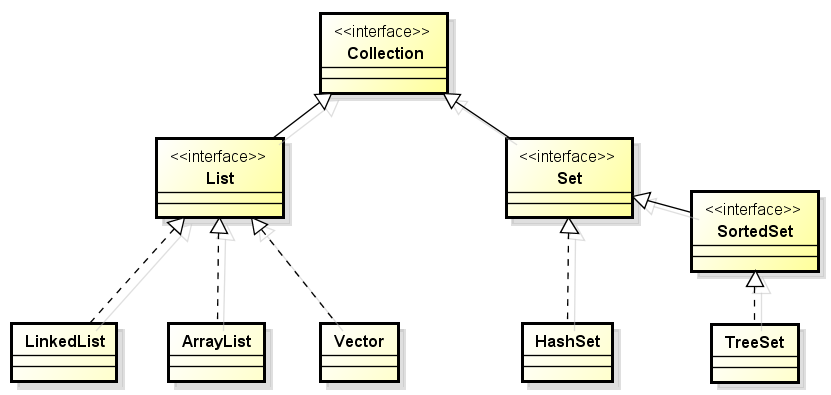 <<interface>>
Collection
<<interface>>
List
<<interface>>
Set
<<interface>>
SortedSet
LinkedList
ArrayList
Vector
HashSet
TreeSet